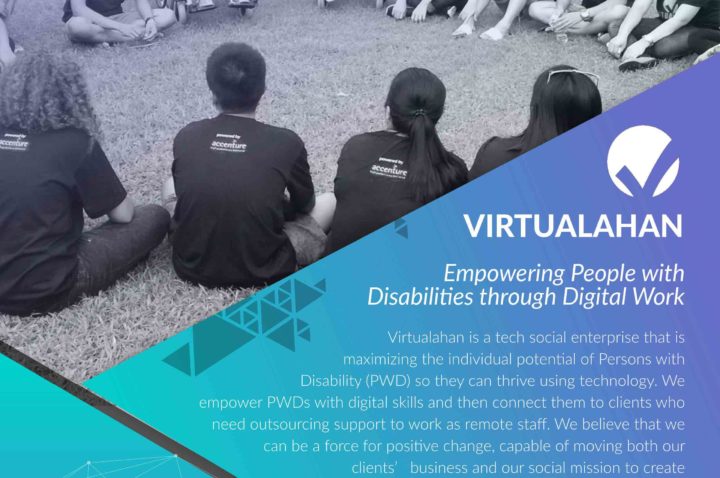 powered by
accenture
powered by
accenture
powered by
accenture
VIRTUALAHAN
Empowering People with
Disabilities through Digital Work
Virtualahan is a tech social enterprise that is
maximizing the individual potential of Persons with
Disability (PWD) so they can thrive using technology. We
empower PWDs with digital skills and then connect them to clients who
need outsourcing support to work as remote staff. We believe that we
can be a force for positive change, capable of moving both our
clients’ business and our social mission to create